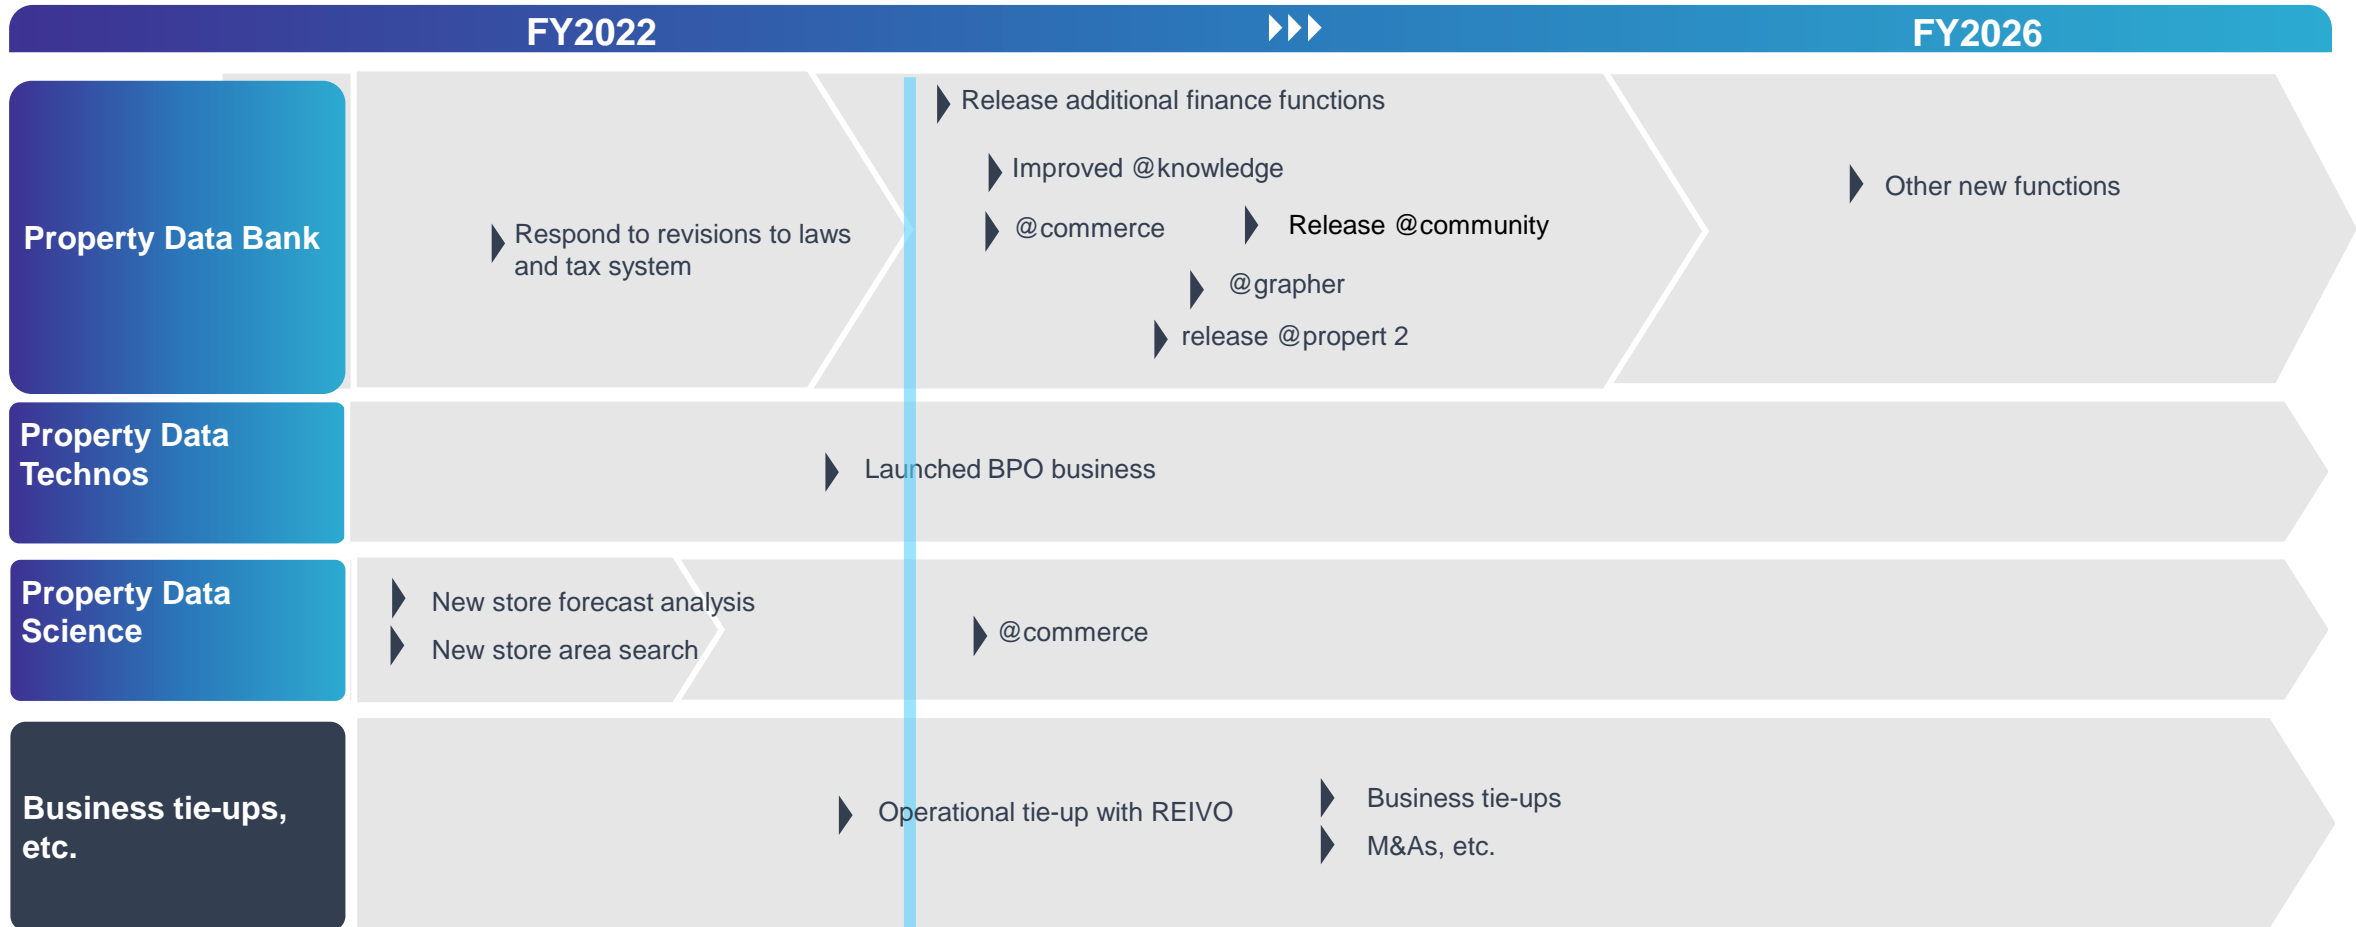 FY2022
FY2026
Property Data Bank
Respond to revisions to laws
and tax system
Release additional finance functions
Improved @knowledge
@commerce
Release @community
@grapher
release @propert 2
Other new functions
Property Data
Technos
Launched BPO business
Property Data
Science
New store forecast analysis
New store area search
@commerce
Business tie-ups,
etc.
Operational tie-up with REIVO
Business tie-ups
M&As, etc.